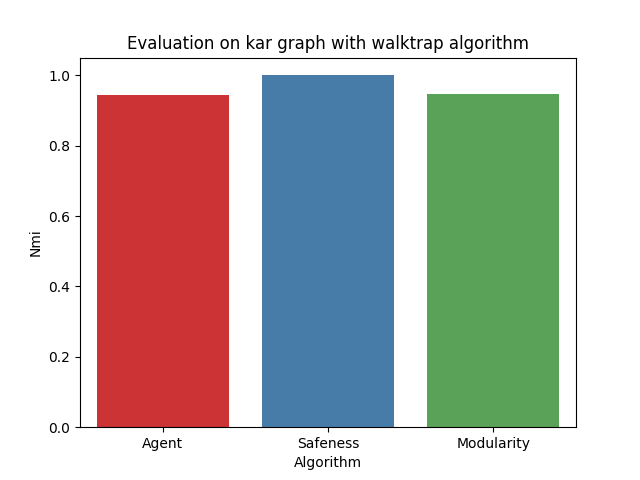 Evaluation on kar graph with walktrap algorithm
1.0
0.8
0.6
0.4
0.2
0.0
Nmi
Agent
Safeness
Modularity
Algorithm